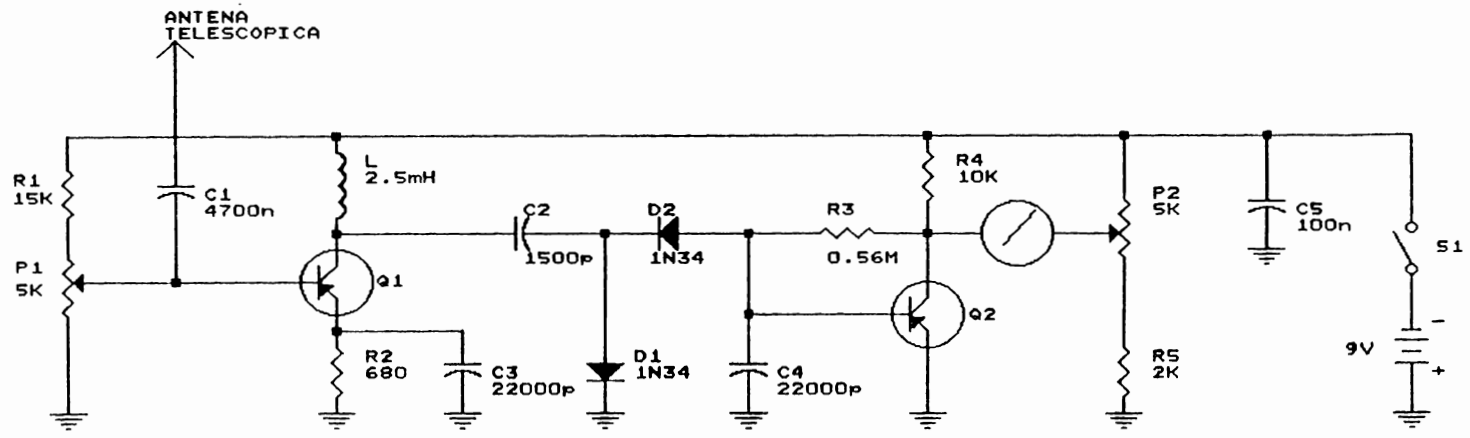 ANTENA
TELESCOPICA
R1
15K
C1
4700n
L
2.5mH
R4
10K
P2
5K
C5
100n
S1
P1
5K
Q1
C2
1500p
D2
1N34
R3
0.56M
Q2
R2
680
C3
22000p
D1
1N34
C4
22000p
R5
2K
9V
-
+